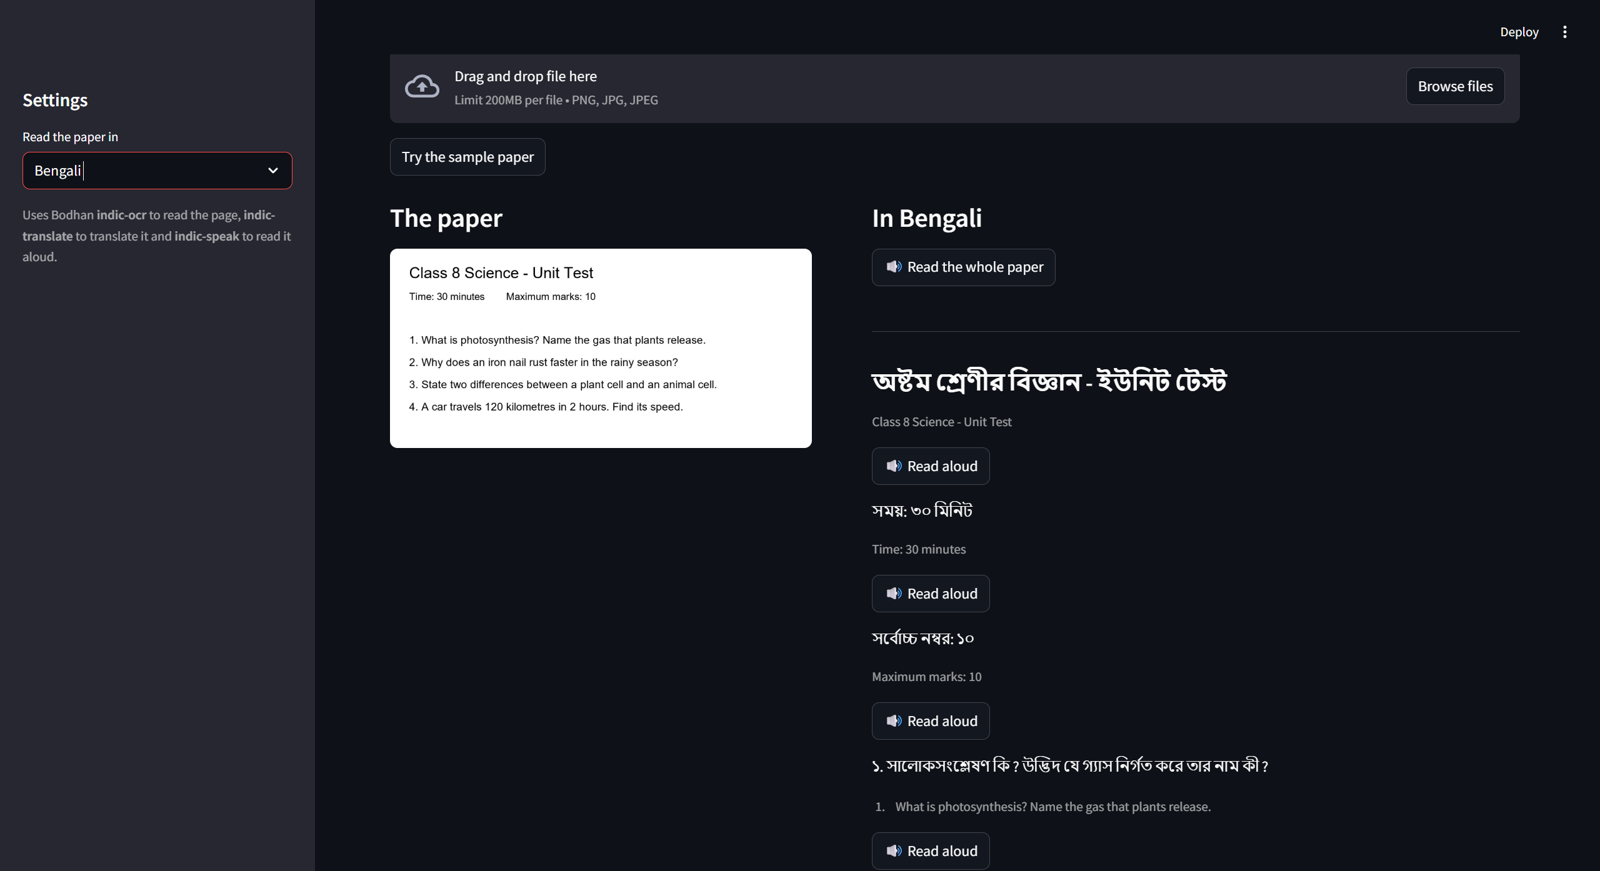 Deploy
Settings
Read the paper in
Bengali
Uses Bodhan indic-ocr to read the page, indic-
translate to translate it and indic-speak to read it
aloud.
Drag and drop file here
Limit 200MB per file • PNG, JPG, JPEG
Browse files
Try the sample paper
The paper
Class 8 Science - Unit Test
Time: 30 minutes Maximum marks: 10
1. What is photosynthesis? Name the gas that plants release.
2. Why does an iron nail rust faster in the rainy season?
3. State two differences between a plant cell and an animal cell.
4. A car travels 120 kilometres in 2 hours. Find its speed.
In Bengali
Read the whole paper
অষ্টম শ্রেণীর বিজ্ঞান - ইউনিট টেস্ট
Class 8 Science - Unit Test
Read aloud
সময়: ৩০ মিনিট
Time: 30 minutes
Read aloud
সর্বোচ্চ নম্বর: ১০
Maximum marks: 10
Read aloud
১. সালোকসংশ্লেষণ কি ? উদ্ভিদ যে গ্যাস নির্গত করে তার নাম কী ?
1. What is photosynthesis? Name the gas that plants release.
Read aloud